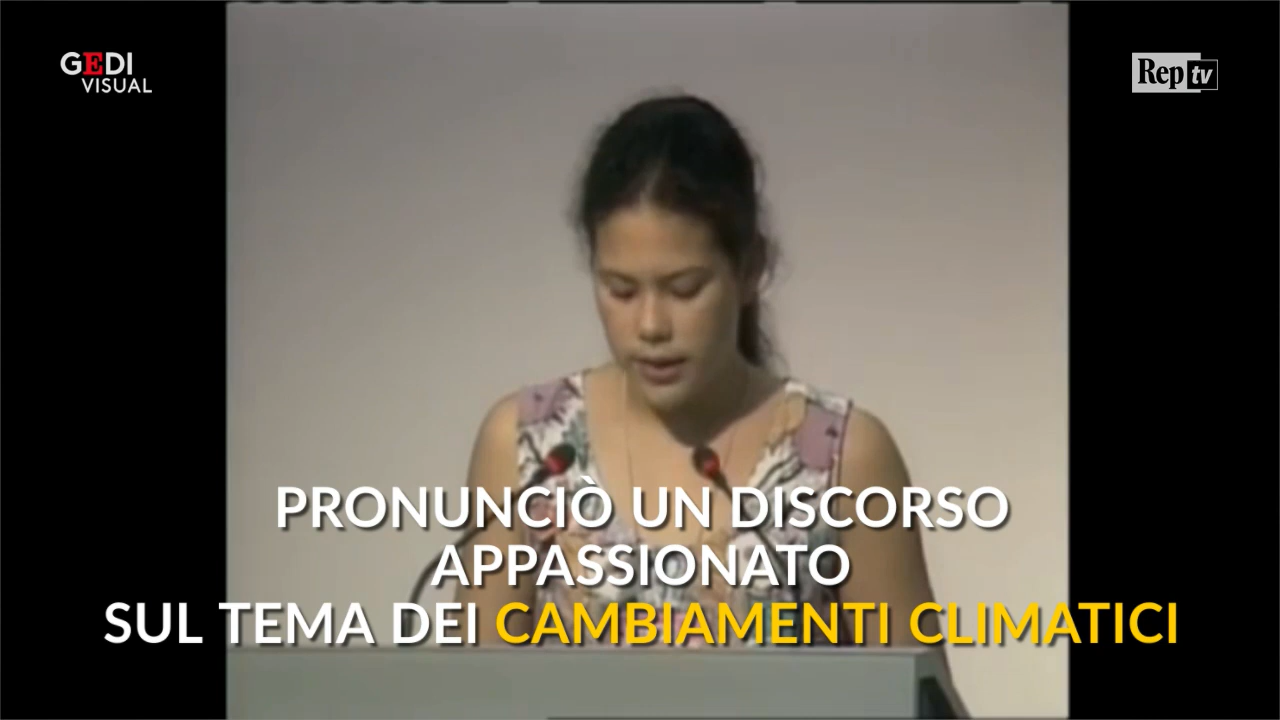 GEDI
VISUAL
Rep tv
PRONUNCIÒ UN DISCORSO
APPASSIONATO
SUL TEMA DEI CAMBIAMENTI CLIMATICI